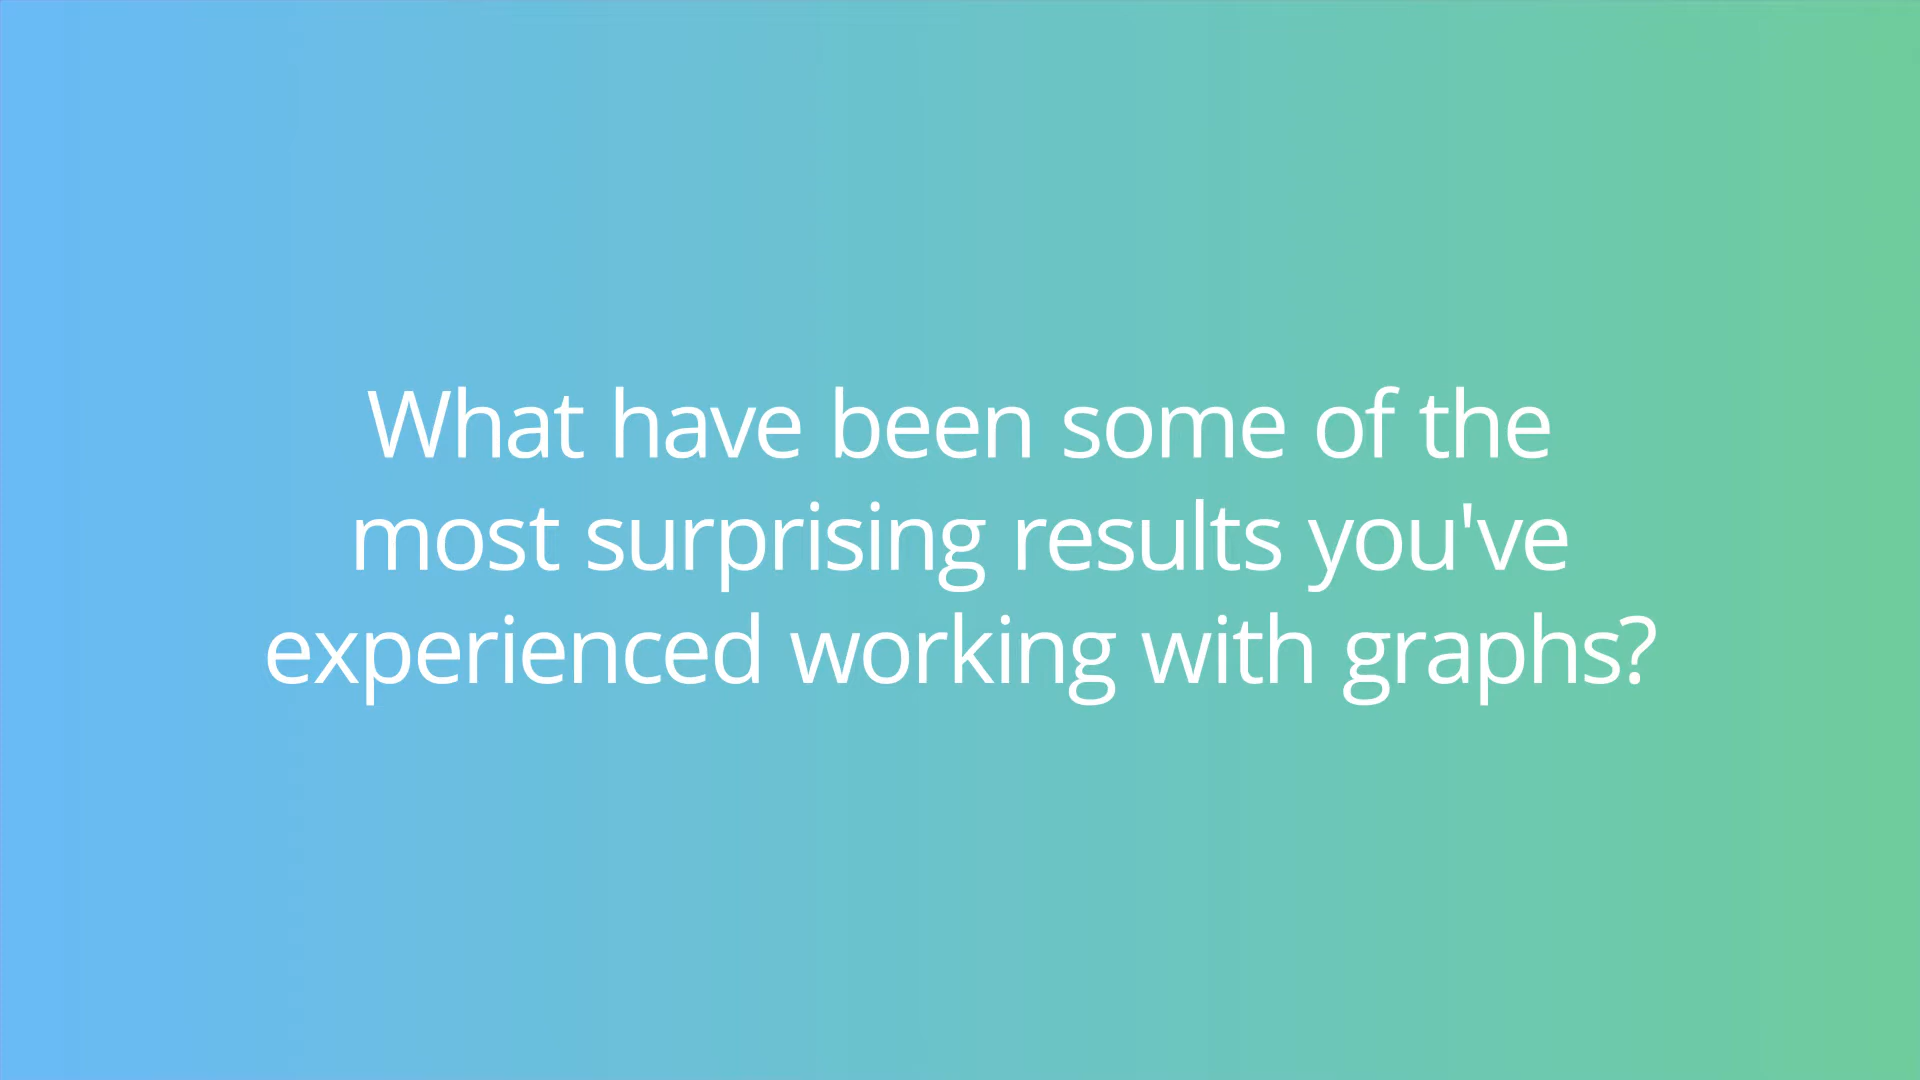 What have been some of the
most surprising results you've
experienced working with graphs?